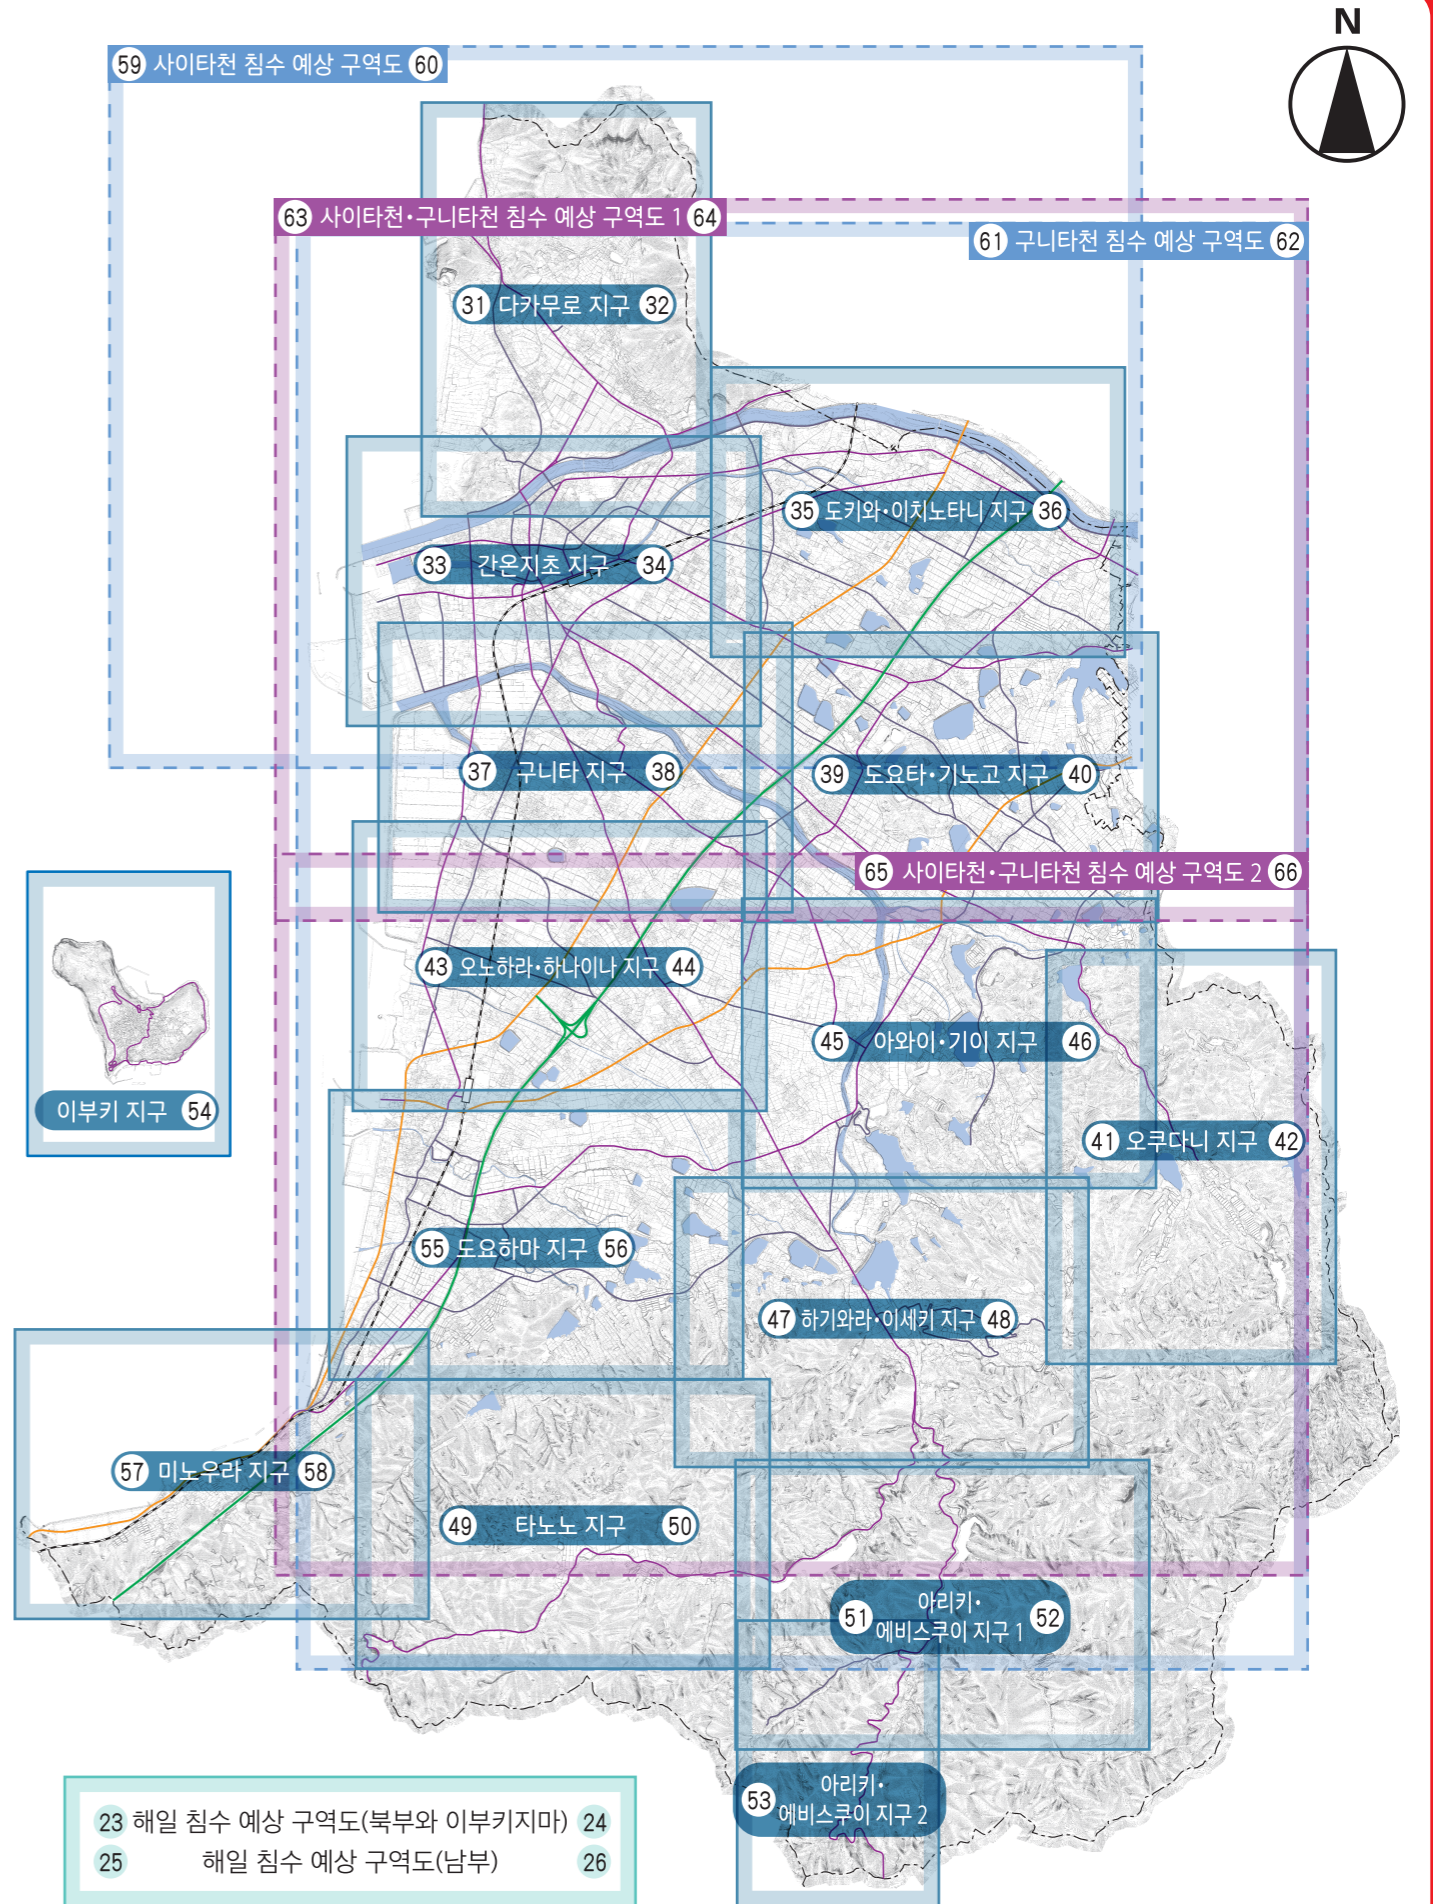 N
59 사이타천 침수 예상 구역도 60
63 사이타천•구니타천 침수 예상 구역도 1 64
61 구니타천 침수 예상 구역도 62
31 다카무로 지구 32
35 도키와•이치노타니 지구 36
33 간온지초 지구 34
37 구니타 지구 38
39 도요타•기노고 지구 40
65 사이타천•구니타천 침수 예상 구역도 2 66
43 오노하라•하나이나 지구 44
45 아와이•기이 지구 46
이부키 지구 54
41 오쿠다니 지구 42
55 도요하마 지구 56
47 하기와라•이세키 지구 48
57 미노우라 지구 58
49 타노노 지구 50
51 아리키•
에비스쿠이 지구 1 52
53 아리키•
에비스쿠이 지구 2
23 해일 침수 예상 구역도(북부와 이부키지마) 24
25 해일 침수 예상 구역도(남부) 26